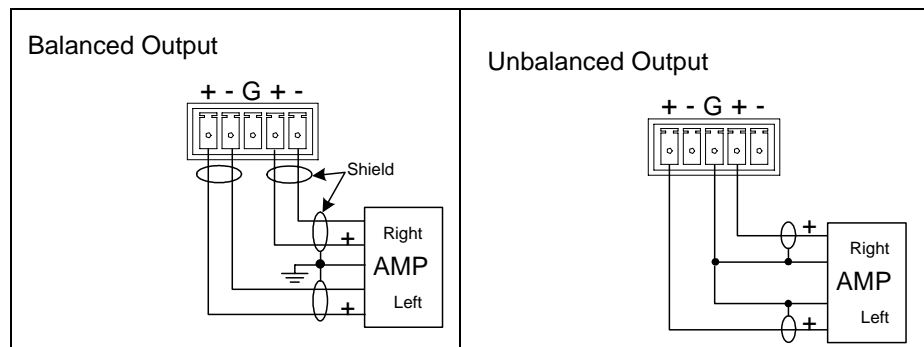 Balanced Output
+ - G + -
Shield
Right
+
AMP
Left
+
Unbalanced Output
+ - G + -
+
Right
AMP
Left
+